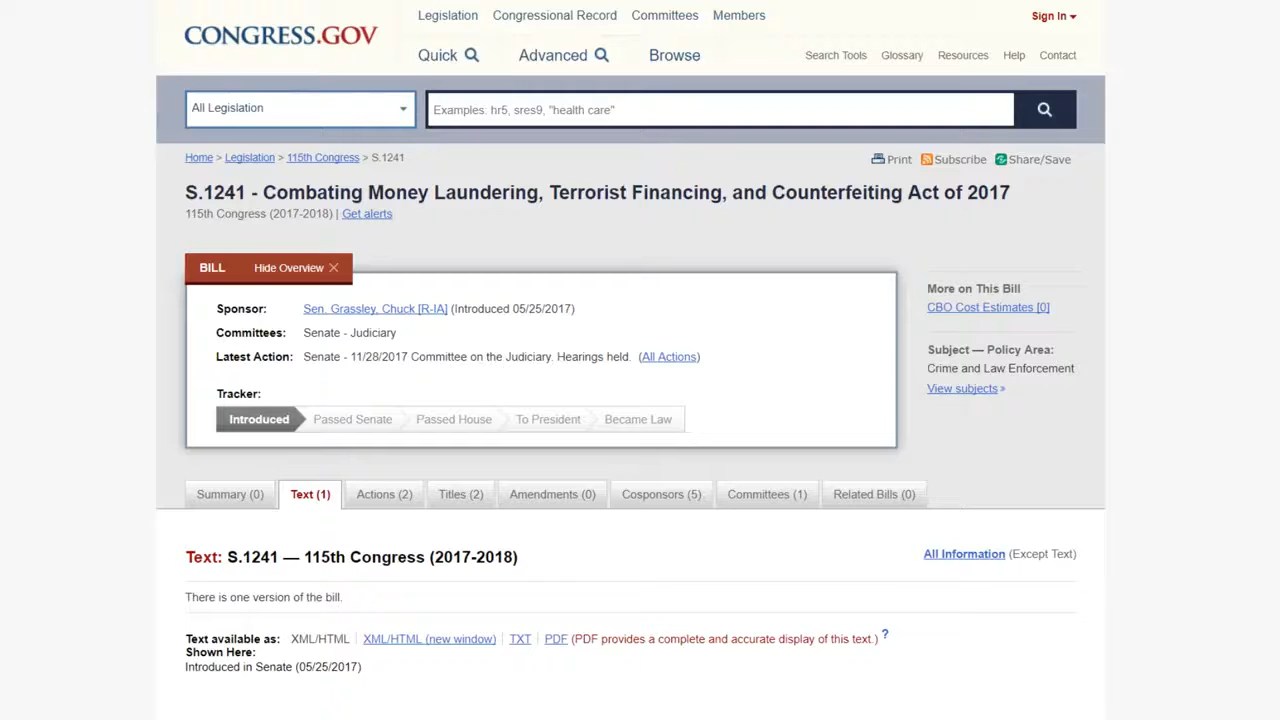 CONGRESS.GOV
Legislation Congressional Record Committees Members
Sign In
Quick Advanced Browse
Search Tools Glossary Resources Help Contact
All Legislation
Examples: hr5, sres9, "health care"
Home > Legislation > 115th Congress > S.1241
Print Subscribe Share/Save
S.1241 - Combating Money Laundering, Terrorist Financing, and Counterfeiting Act of 2017
115th Congress (2017-2018) | Get alerts
BILL Hide Overview
Sponsor: Sen. Grassley, Chuck [R-IA] (Introduced 05/25/2017)
Committees: Senate - Judiciary
Latest Action: Senate - 11/28/2017 Committee on the Judiciary. Hearings held. (All Actions)
Tracker:
Introduced Passed Senate Passed House To President Became Law
More on This Bill
CBO Cost Estimates [0]
Subject — Policy Area:
Crime and Law Enforcement
View subjects »
Summary (0) Text (1) Actions (2) Titles (2) Amendments (0) Cosponsors (5) Committees (1) Related Bills (0)
Text: S.1241 — 115th Congress (2017-2018)
All Information (Except Text)
There is one version of the bill.
Text available as: XML/HTML XML/HTML (new window) TXT PDF (PDF provides a complete and accurate display of this text.) ?
Shown Here:
Introduced in Senate (05/25/2017)